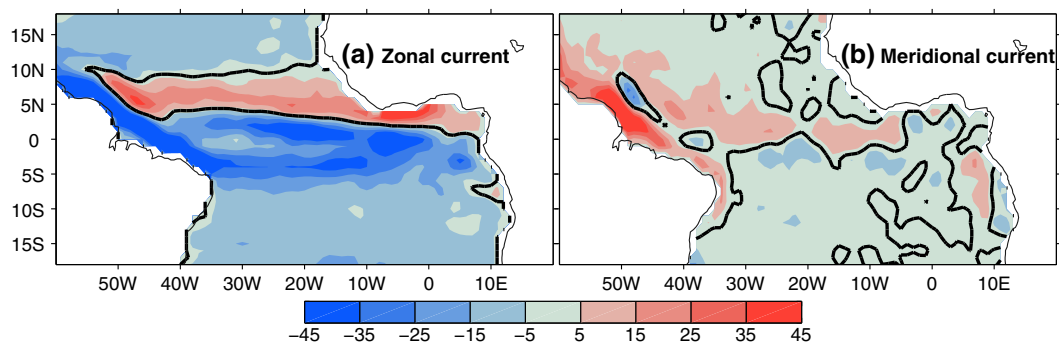 (a) Zonal current
(b) Meridional current
15N
10N
5N
0
5S
10S
15S
50W 40W 30W 20W 10W 0 10E
50W 40W 30W 20W 10W 0 10E
−45 −35 −25 −15 −5 5 15 25 35 45